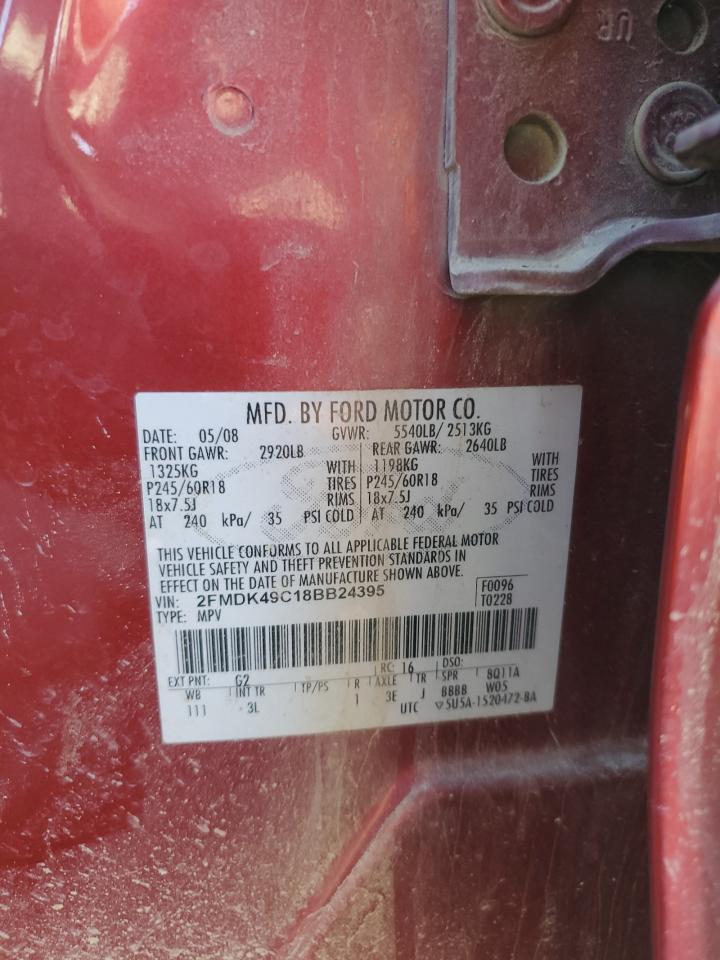 UR
MFD. BY FORD MOTOR CO.
DATE: 05/08 GVWR: 5540LB/ 2513KG
FRONT GAWR: 2920LB REAR GAWR: 2640LB
1325KG WITH 1198KG WITH
P245/60R18 TIRES P245/60R18 TIRES
18x7.5J RIMS 18x7.5J RIMS
AT 240 kPa/ 35 PSI COLD AT 240 kPa/ 35 PSI COLD
THIS VEHICLE CONFORMS TO ALL APPLICABLE FEDERAL MOTOR
VEHICLE SAFETY AND THEFT PREVENTION STANDARDS IN
EFFECT ON THE DATE OF MANUFACTURE SHOWN ABOVE.
VIN: 2FMDK49C18BB24395 F0096
TYPE: MPV T0228
EXT PNT: G2 RC: 16 DSO:
WB INT TR TP/PS R AXLE TR SPR 8Q11A
111 3L 1 3E J BBBB W05
UTC ▽5U5A-1520472-BA